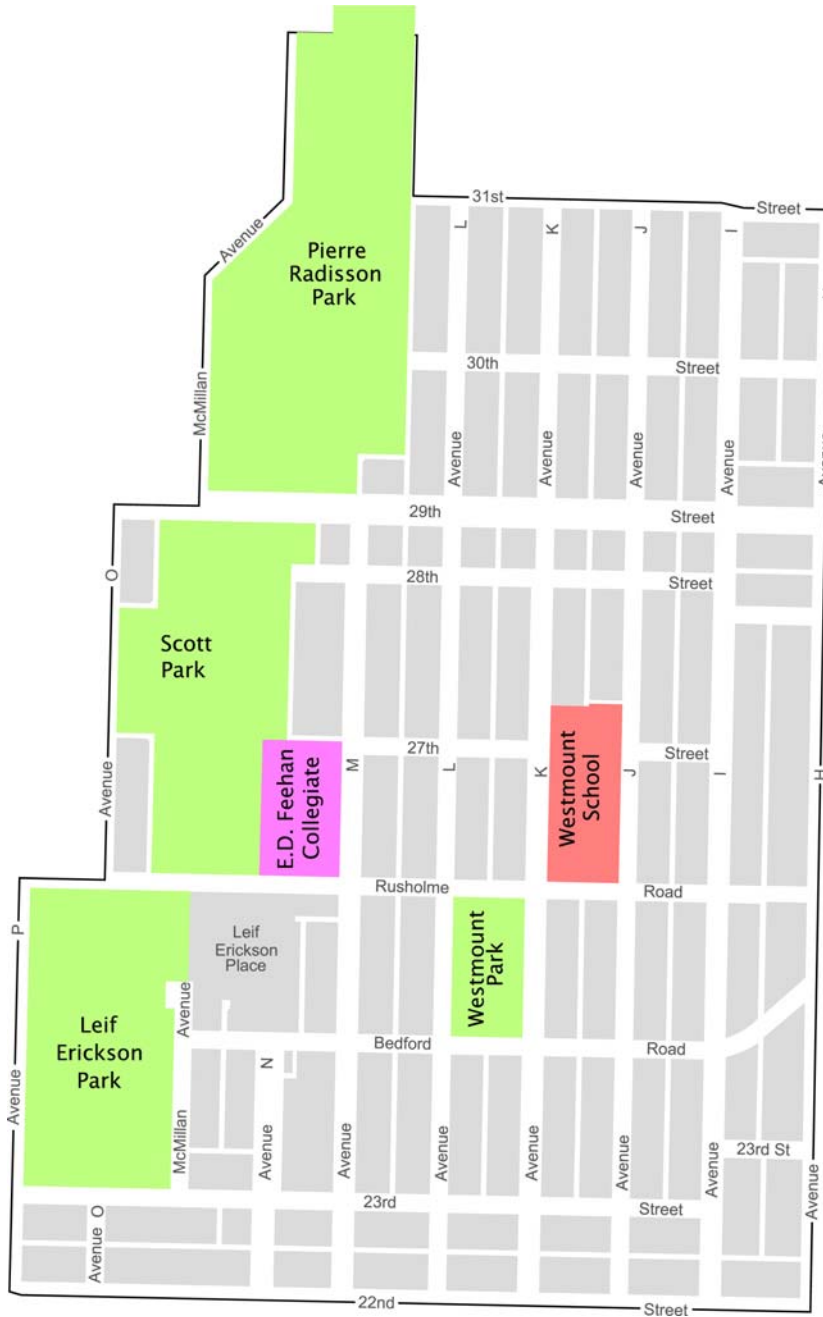 31st
Street
L
K
J
I
Avenue
Pierre
Radisson
Park
30th
Street
McMillan
Avenue
Avenue
Avenue
Avenue
29th
Street
O
28th
Street
Scott
Park
27th
Street
M
L
K
J
I
H
Avenue
E.D. Feehan
Collegiate
Westmount
School
Rusholme
Road
P
Leif
Erickson
Place
Westmount
Park
Avenue
Leif
Erickson
Park
Bedford
Road
N
Avenue
McMillan
Avenue
Avenue
Avenue
Avenue
Avenue
Avenue
23rd St
Avenue
23rd
Street
Avenue O
22nd
Street